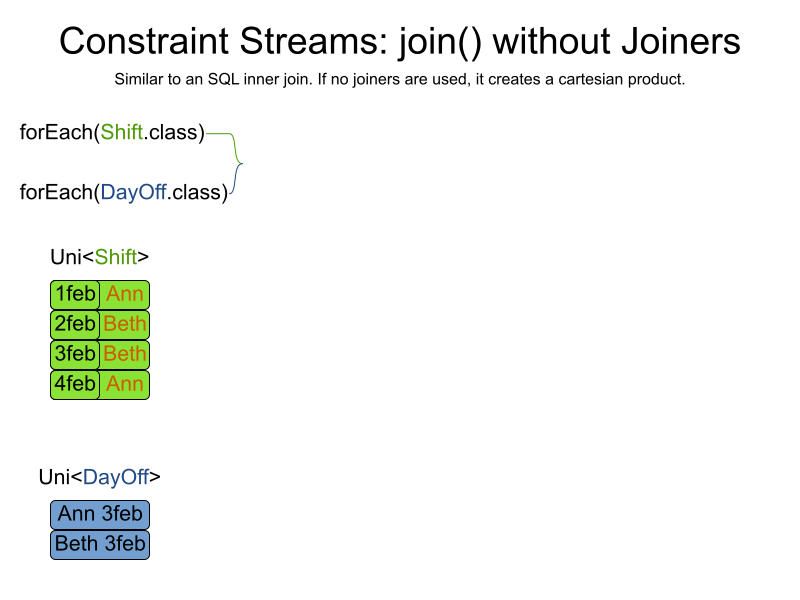 Constraint Streams: join() without Joiners
Similar to an SQL inner join. If no joiners are used, it creates a cartesian product.
forEach(Shift.class)
forEach(DayOff.class)
Uni<Shift>
1feb Ann
2feb Beth
3feb Beth
4feb Ann
Uni<DayOff>
Ann 3feb
Beth 3feb